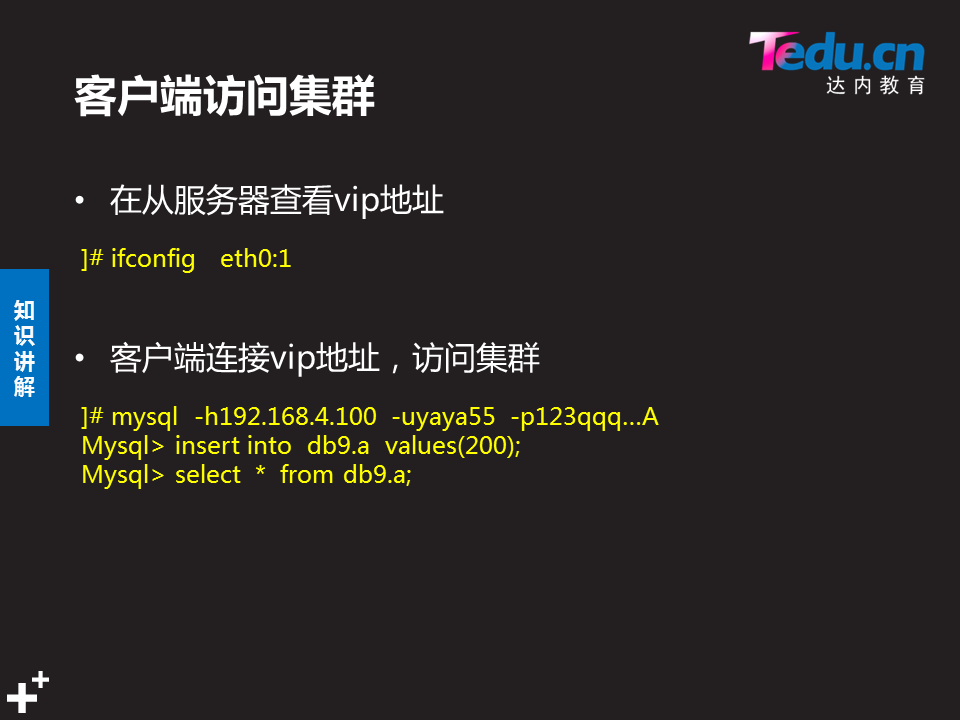 Tedu.cn
达内教育
客户端访问集群
• 在从服务器查看vip地址
]# ifconfig eth0:1
知识讲解
• 客户端连接vip地址，访问集群
]# mysql -h192.168.4.100 -uyaya55 -p123qqq…A
Mysql> insert into db9.a values(200);
Mysql> select * from db9.a;